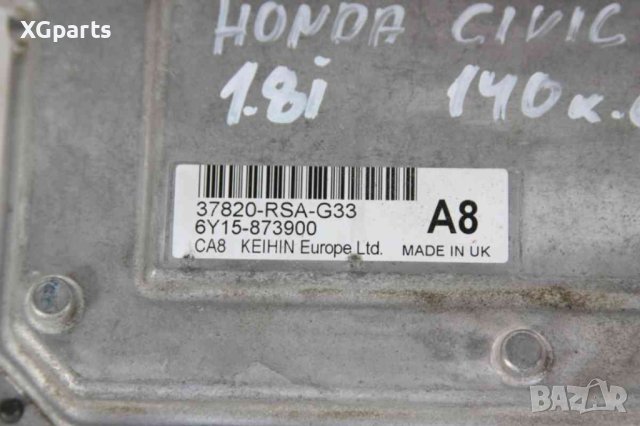 XGparts
HONDA CIVIC
1.8i 140к.
37820-RSA-G33
6Y15-873900
A8
CA8 KEIHIN Europe Ltd. MADE IN UK
BAZAR